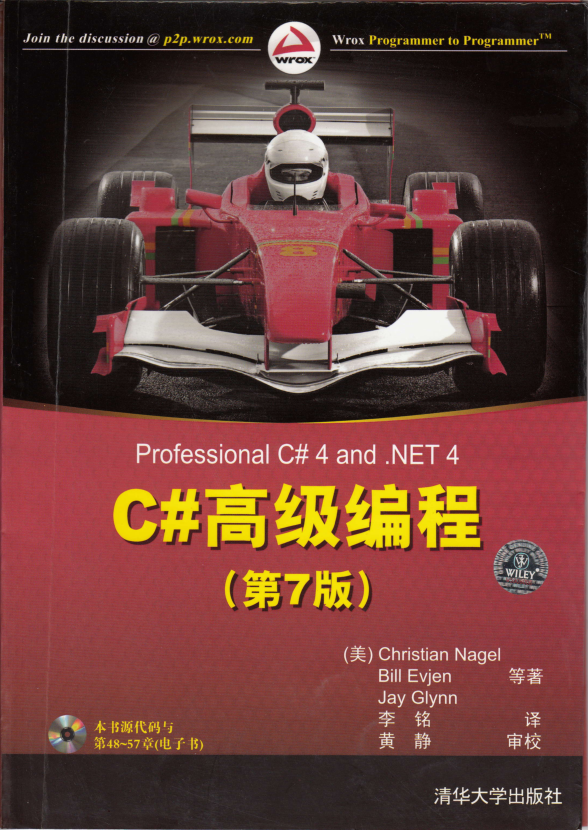 Join the discussion @ p2p.wrox.com
wrox
Wrox Programmer to Programmer™
8
Professional C# 4 and .NET 4
C#高级编程
（第7版）
WILEY
(美) Christian Nagel
Bill Evjen 等著
Jay Glynn
李 铭 译
黄 静 审校
本书源代码与
第48~57章(电子书)
清华大学出版社